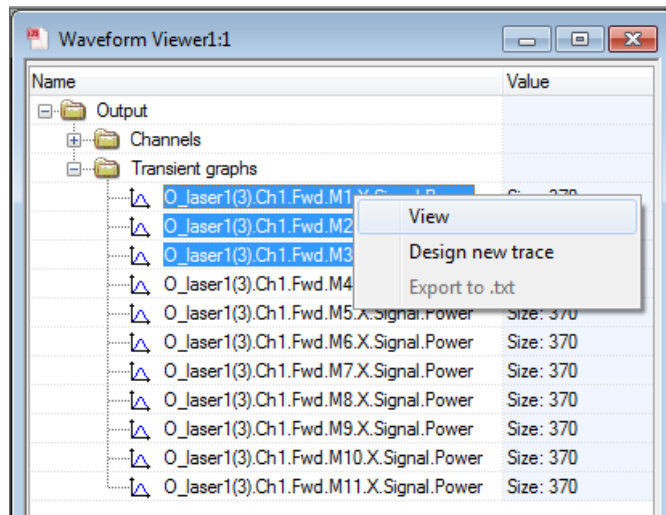 Waveform Viewer1:1
Name Value
Output
Channels
Transient graphs
O_laser1(3).Ch1.Fwd.M1
O_laser1(3).Ch1.Fwd.M2
O_laser1(3).Ch1.Fwd.M3
O_laser1(3).Ch1.Fwd.M4
View
Design new trace
Export to .txt
O_laser1(3).Ch1.Fwd.M5.X.Signal.Power Size: 370
O_laser1(3).Ch1.Fwd.M6.X.Signal.Power Size: 370
O_laser1(3).Ch1.Fwd.M7.X.Signal.Power Size: 370
O_laser1(3).Ch1.Fwd.M8.X.Signal.Power Size: 370
O_laser1(3).Ch1.Fwd.M9.X.Signal.Power Size: 370
O_laser1(3).Ch1.Fwd.M10.X.Signal.Power Size: 370
O_laser1(3).Ch1.Fwd.M11.X.Signal.Power Size: 370